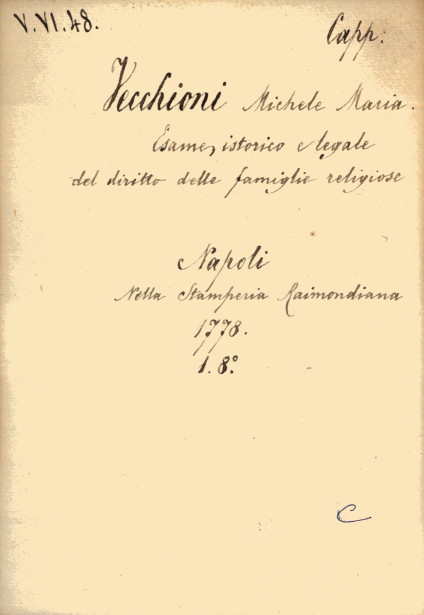 V.VI.48.
Capp:
Vecchioni Michele Maria.
Esame, istorico e legale
del diritto delle famiglie religiose
Napoli
Nella Stamperia Raimondiana
1778.
1. 8°.
C